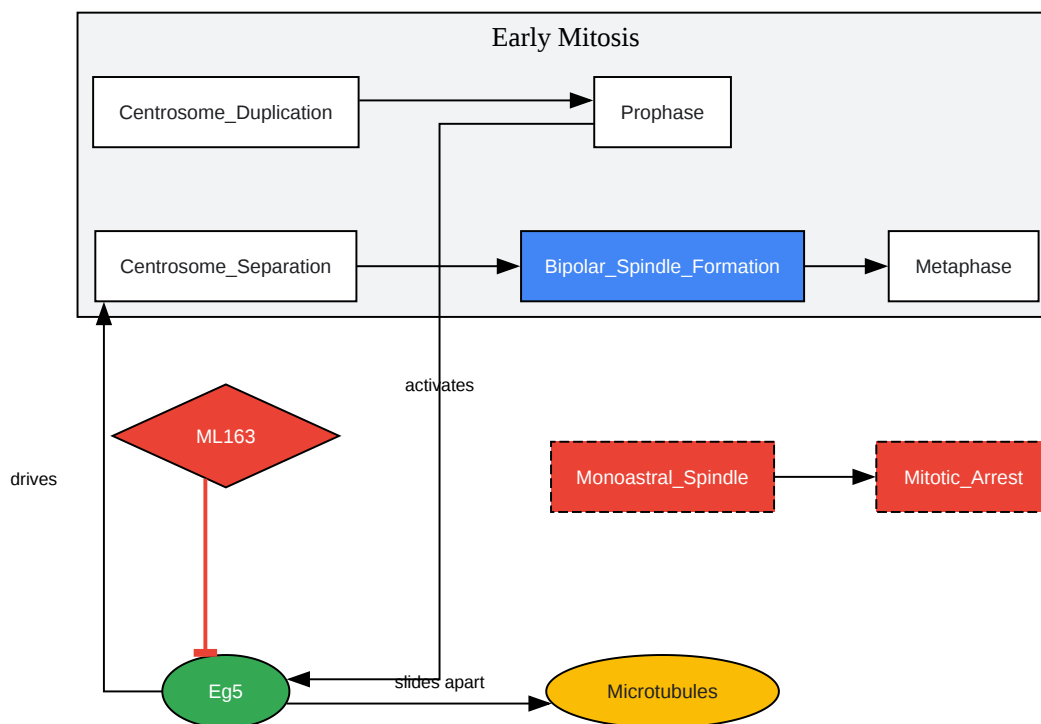 Early Mitosis
Centrosome_Duplication
Prophase
Centrosome_Separation
Bipolar_Spindle_Formation
Metaphase
activates
ML163
drives
Monoastral_Spindle
Mitotic_Arrest
slides apart
Eg5
Microtubules